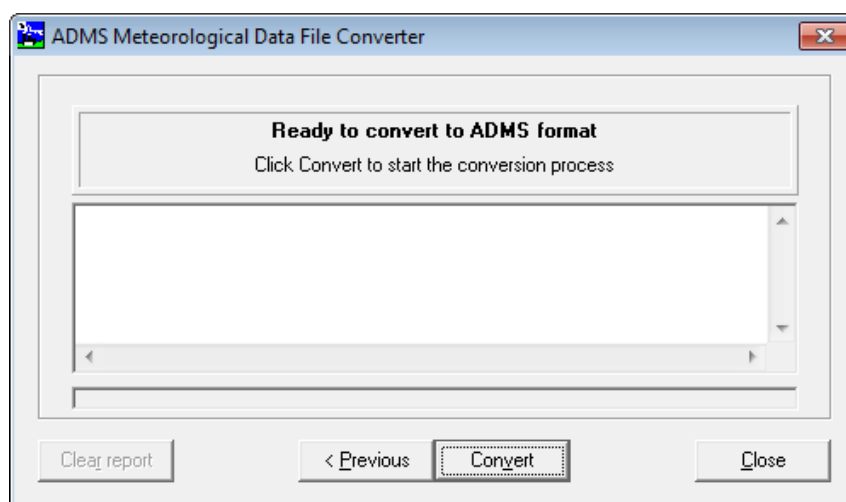 ADMS Meteorological Data File Converter
Ready to convert to ADMS format
Click Convert to start the conversion process
Clear report
< Previous
Convert
Close